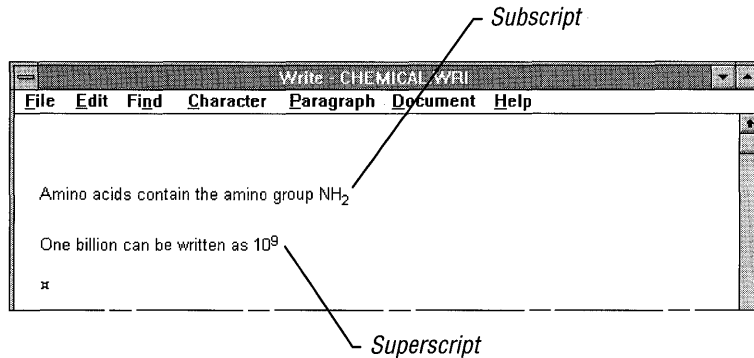 Subscript
Write - CHEMICAL.WRI
File Edit Find Character Paragraph Document Help
Amino acids contain the amino group NH₂
One billion can be written as 10⁹
¤
Superscript